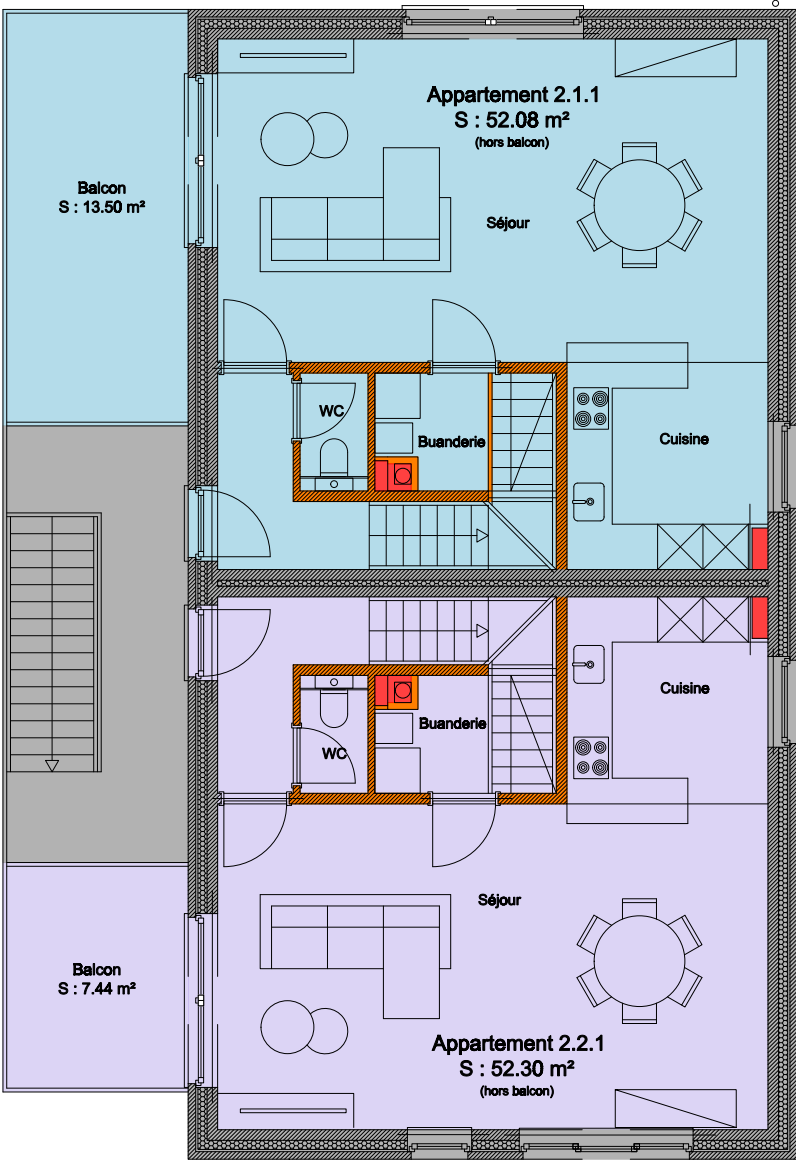 Appartement 2.1.1
S : 52.08 m²
(hors balcon)
Balcon
S : 13.50 m²
Séjour
WC
Buanderie
Cuisine
Cuisine
Buanderie
WC
Séjour
Balcon
S : 7.44 m²
Appartement 2.2.1
S : 52.30 m²
(hors balcon)